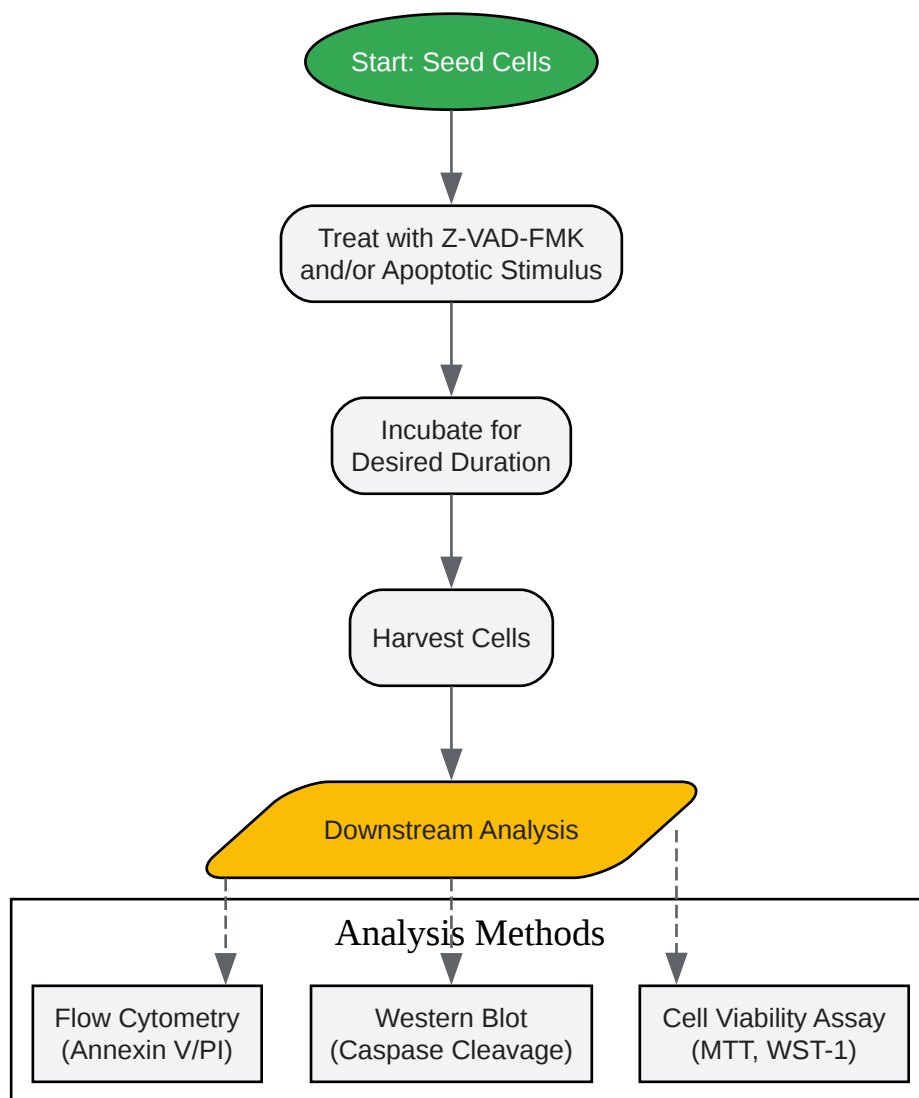 Start: Seed Cells
Treat with Z-VAD-FMK
and/or Apoptotic Stimulus
Incubate for
Desired Duration
Harvest Cells
Downstream Analysis
Analysis Methods
Flow Cytometry
(Annexin V/PI)
Western Blot
(Caspase Cleavage)
Cell Viability Assay
(MTT, WST-1)